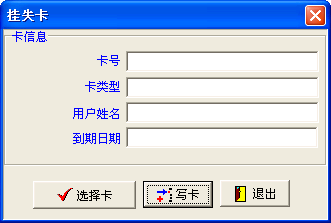 挂失卡
卡信息
卡号
卡类型
用户姓名
到期日期
选择卡 写卡 退出